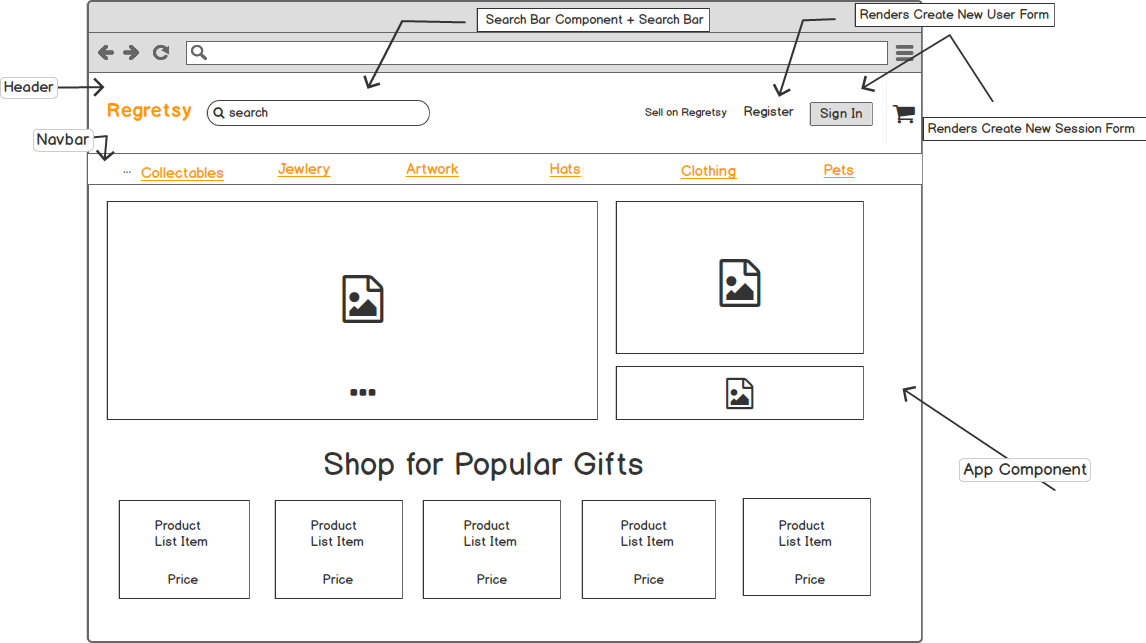 Search Bar Component + Search Bar
Renders Create New User Form
Header
Regretsy
search
Sell on Regretsy
Register
Sign In
Renders Create New Session Form
Navbar
...
Collectables
Jewlery
Artwork
Hats
Clothing
Pets
Shop for Popular Gifts
App Component
Product
List Item
Price
Product
List Item
Price
Product
List Item
Price
Product
List Item
Price
Product
List Item
Price